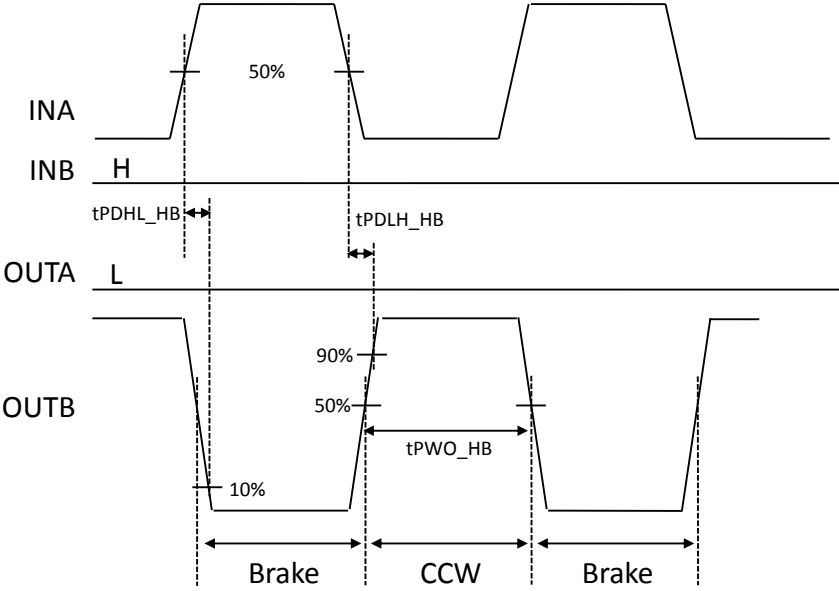 50%
INA
INB H
tPDHL_HB
tPDLH_HB
OUTA L
90%
50%
OUTB
tPWO_HB
10%
Brake CCW Brake